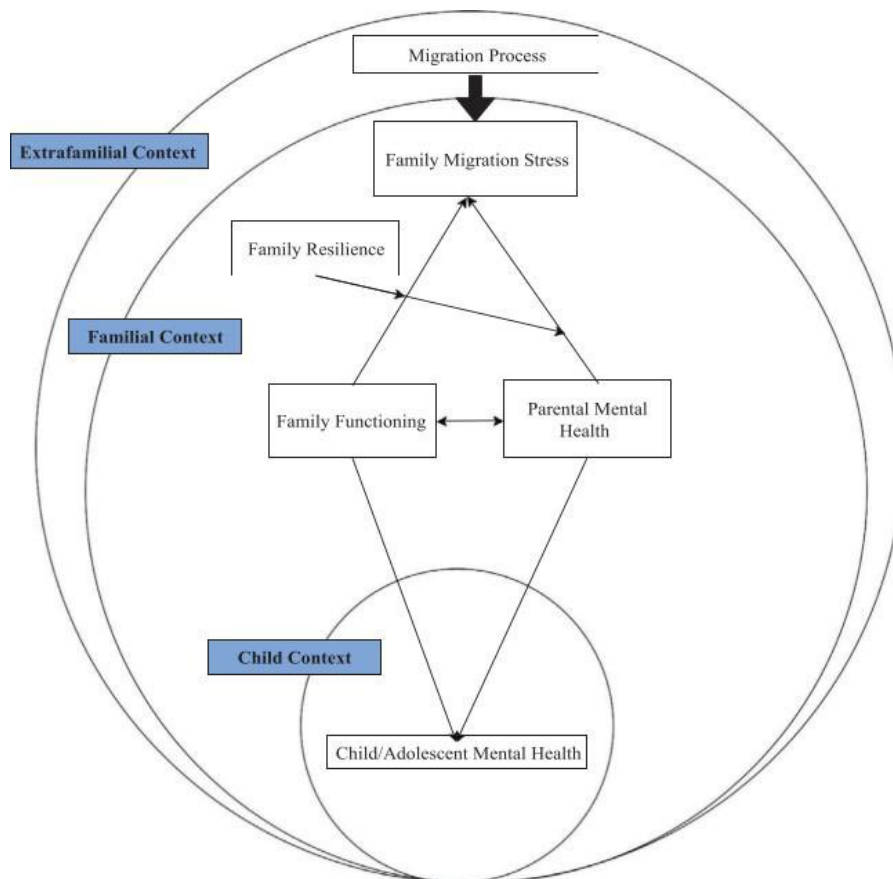 Migration Process
Extrafamilial Context
Family Migration Stress
Family Resilience
Familial Context
Family Functioning
Parental Mental
Health
Child Context
Child/Adolescent Mental Health